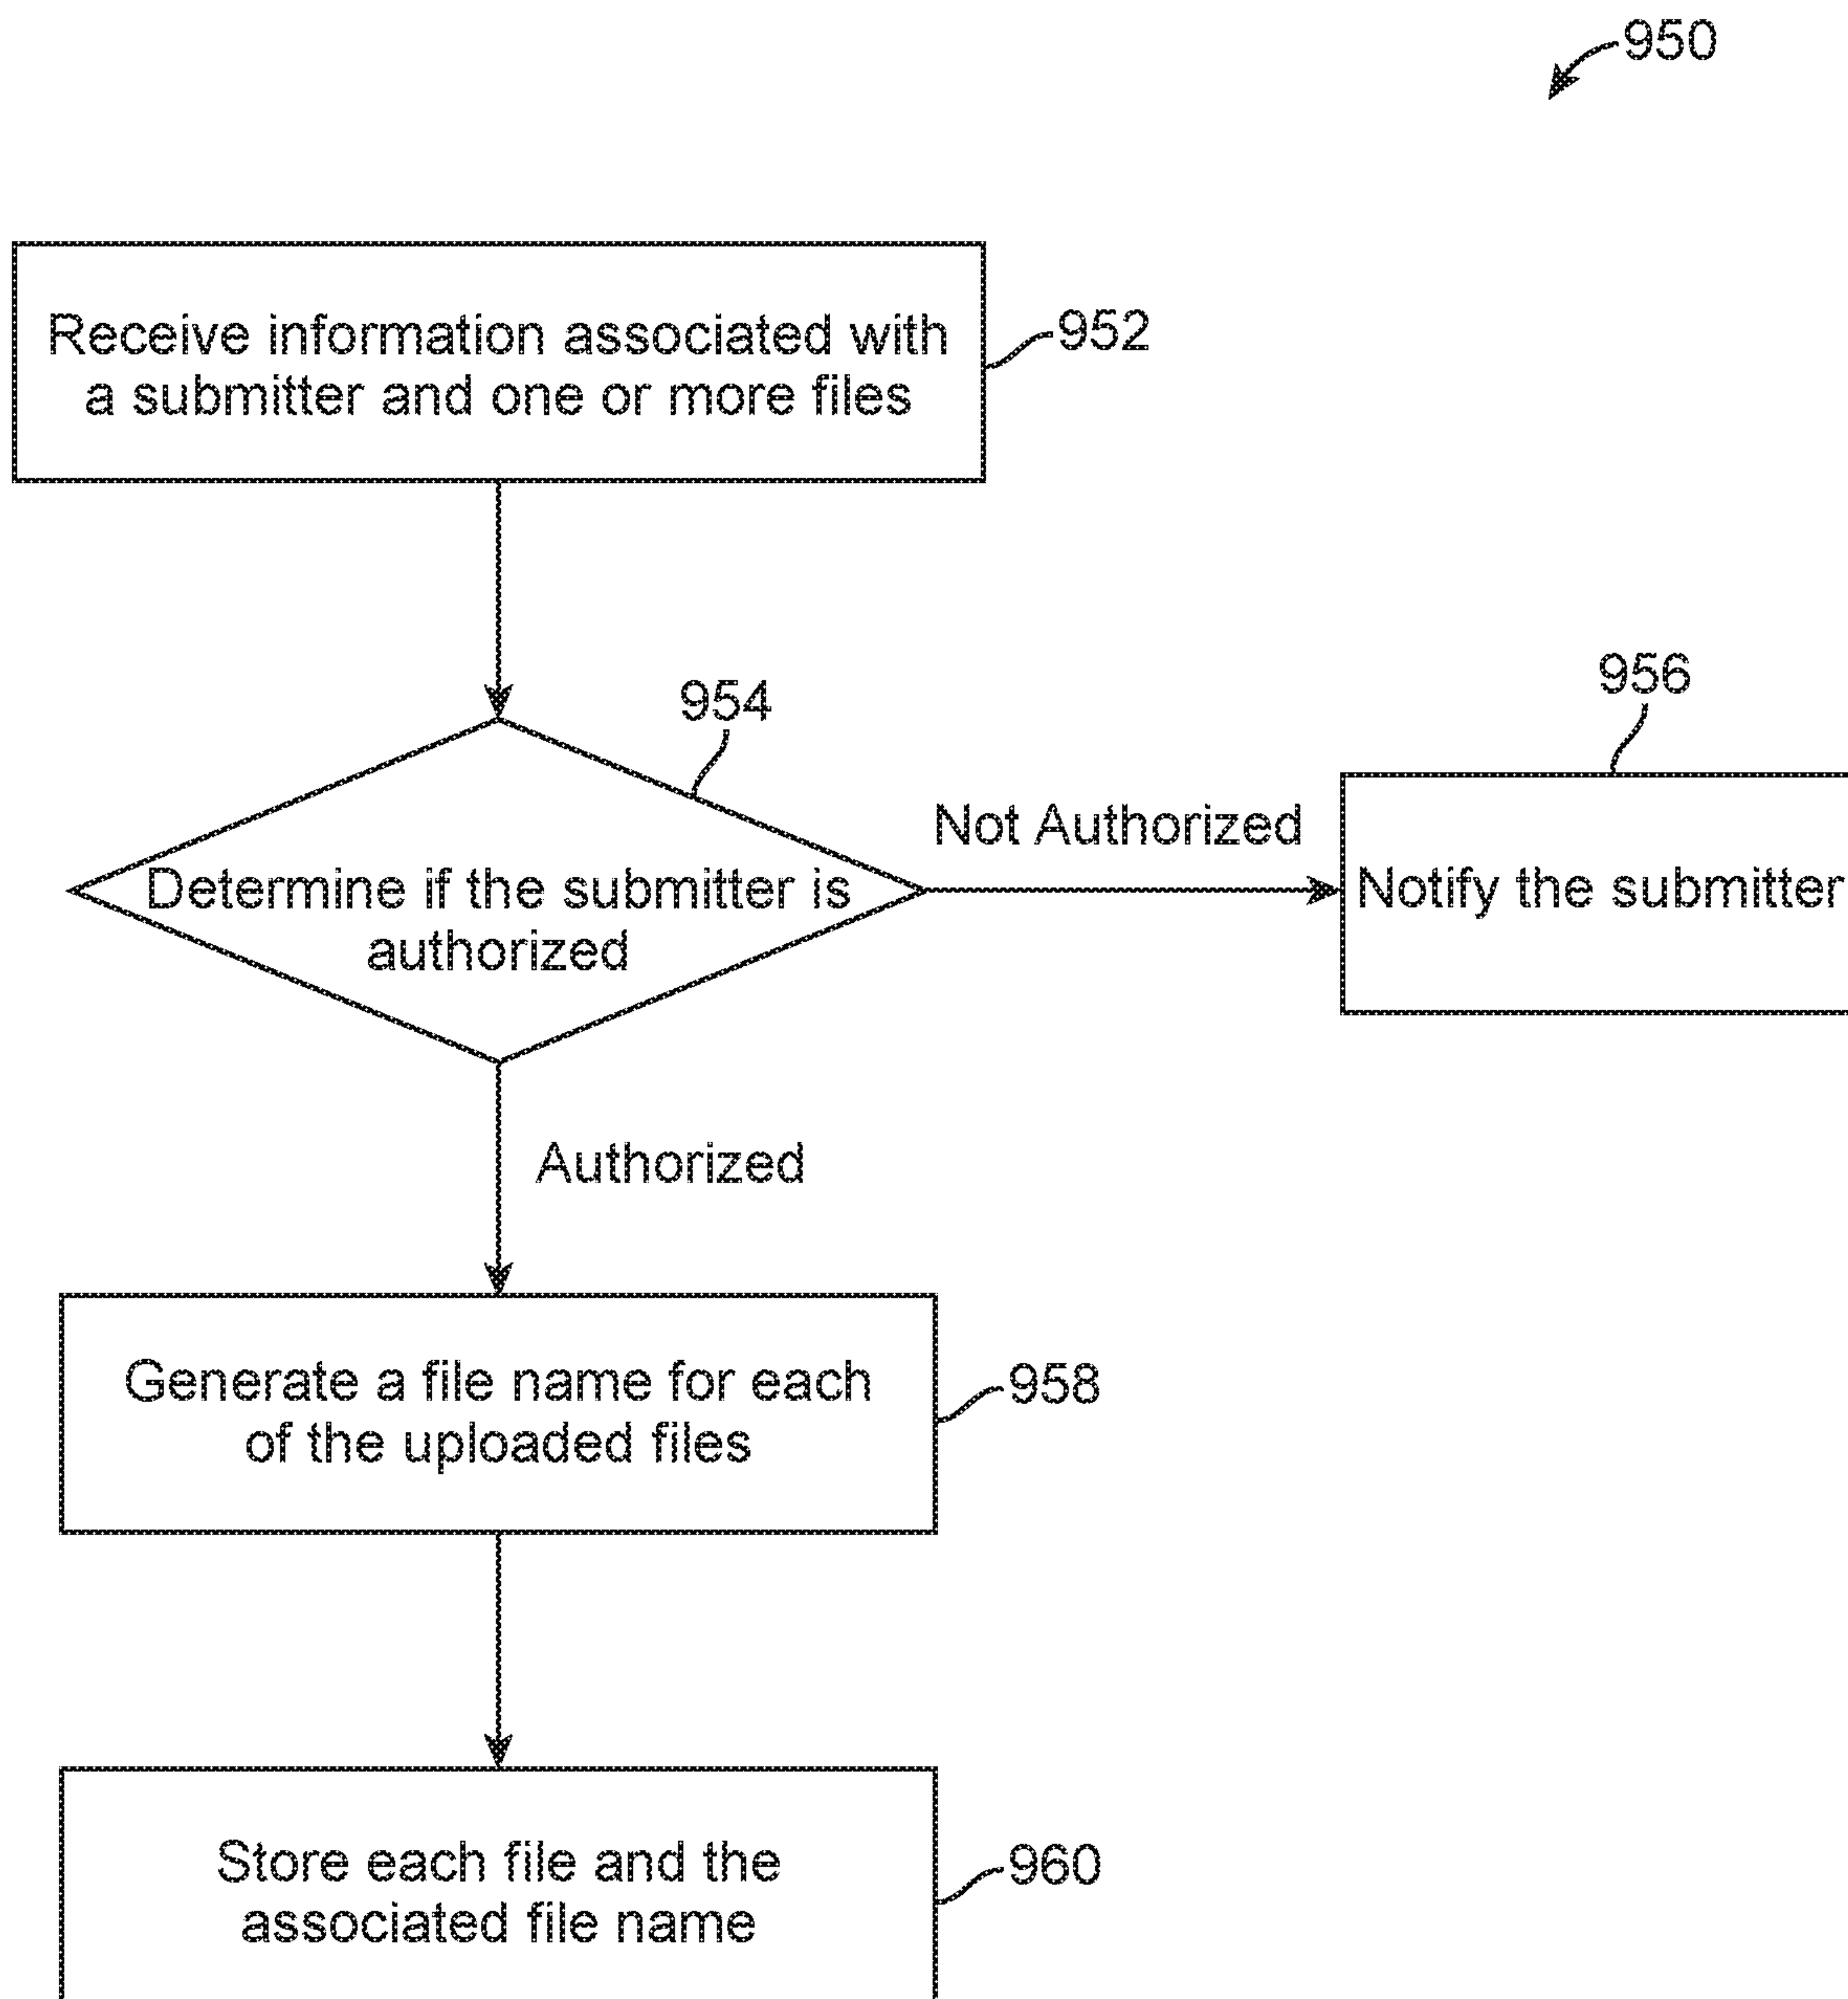 950
Receive information associated with
a submitter and one or more files
952
954
956
Not Authorized
Determine if the submitter is
authorized
Notify the submitter
Authorized
Generate a file name for each
of the uploaded files
958
Store each file and the
associated file name
960